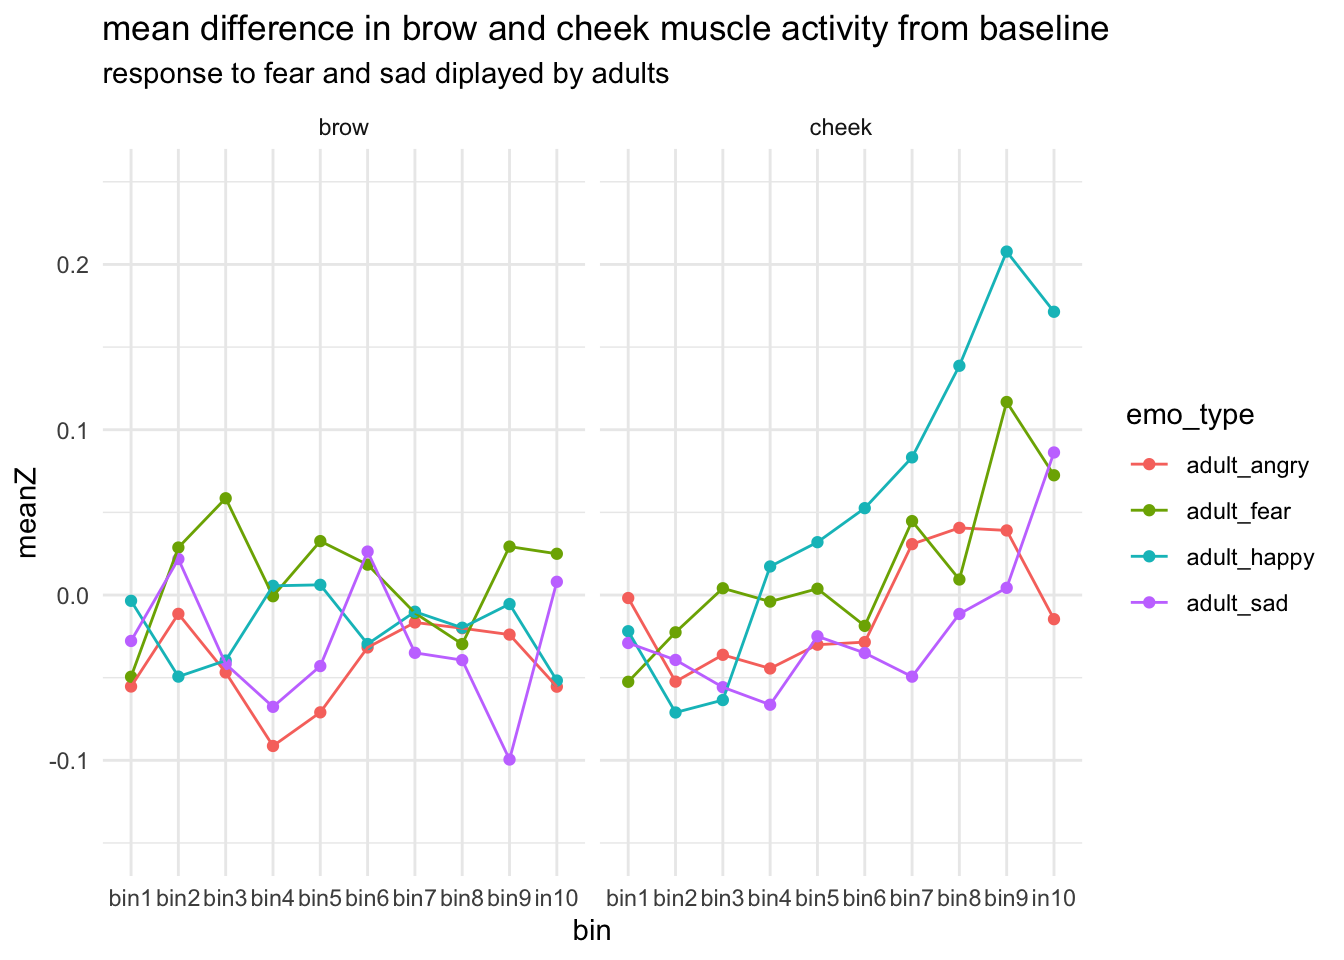 mean difference in brow and cheek muscle activity from baseline
response to fear and sad diplayed by adults
brow
cheek
0.2
0.1
0.0
-0.1
meanZ
bin1 bin2 bin3 bin4 bin5 bin6 bin7 bin8 bin9 in10
bin1 bin2 bin3 bin4 bin5 bin6 bin7 bin8 bin9 in10
bin
emo_type
adult_angry
adult_fear
adult_happy
adult_sad